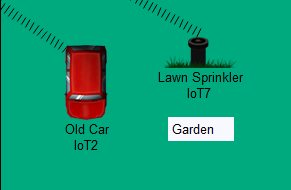 Lawn Sprinkler
IoT7
Old Car
IoT2
Garden